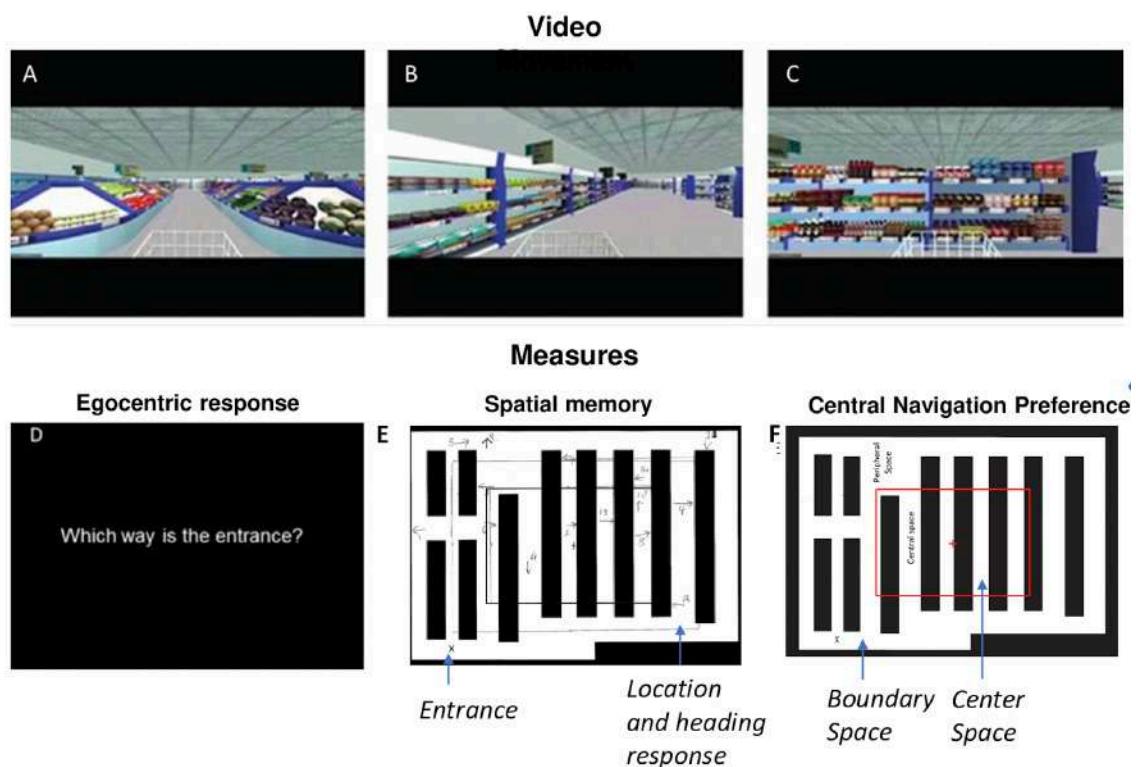 Video
Movement
A
B
C
Measures
Egocentric response
Spatial memory
Central Navigation Preference
D
E
F
Which way is the entrance?
Peripheral
Space
Central space
X
X
Entrance
Location
and heading
response
Boundary
Space
Center
Space